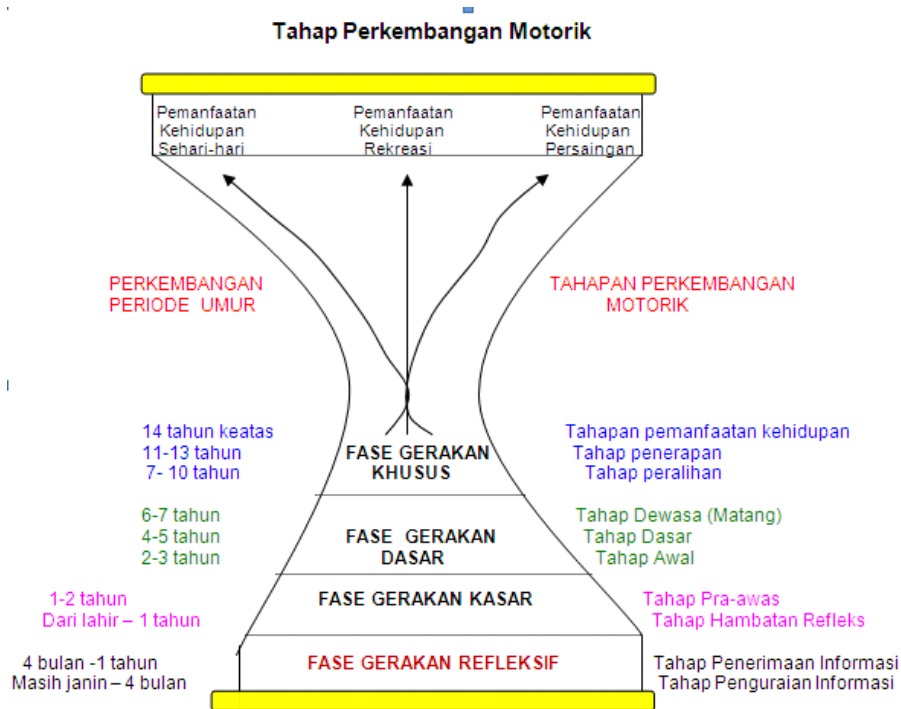 Tahap Perkembangan Motorik
Pemanfaatan
Kehidupan
Sehari-hari
Pemanfaatan
Kehidupan
Rekreasi
Pemanfaatan
Kehidupan
Persaingan
PERKEMBANGAN
PERIODE UMUR
TAHAPAN PERKEMBANGAN
MOTORIK
14 tahun keatas
11-13 tahun
7- 10 tahun
FASE GERAKAN
KHUSUS
Tahapan pemanfaatan kehidupan
Tahap penerapan
Tahap peralihan
6-7 tahun
4-5 tahun
2-3 tahun
FASE GERAKAN
DASAR
Tahap Dewasa (Matang)
Tahap Dasar
Tahap Awal
1-2 tahun
Dari lahir – 1 tahun
FASE GERAKAN KASAR
Tahap Pra-awas
Tahap Hambatan Refleks
4 bulan -1 tahun
Masih janin – 4 bulan
FASE GERAKAN REFLEKSIF
Tahap Penerimaan Informasi
Tahap Penguraian Informasi